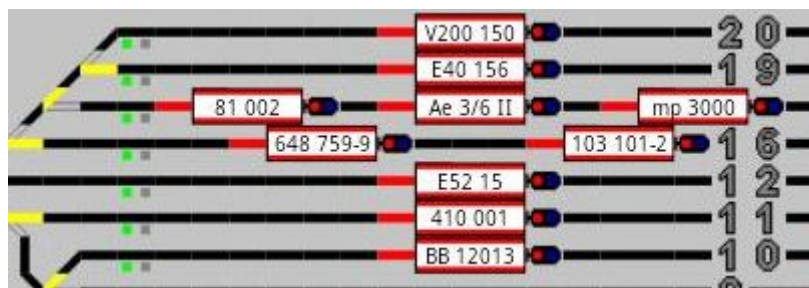 V200 150 20
E40 156 19
81 002 Ae 3/6 II mp 3000
648 759-9 103 101-2 16
E52 15 12
410 001 11
BB 12013 10